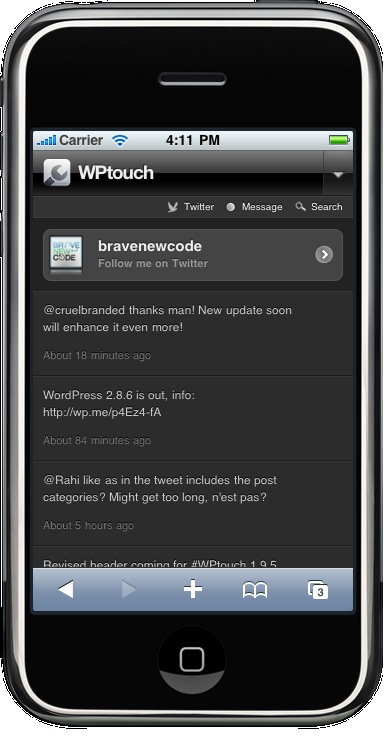 Carrier 4:11 PM
WPtouch
Twitter Message Search
BRAVE
NEW
CODE
bravenewcode
Follow me on Twitter
@cruelbranded thanks man! New update soon
will enhance it even more!
About 18 minutes ago
WordPress 2.8.6 is out, info:
http://wp.me/p4Ez4-fA
About 84 minutes ago
@Rahi like as in the tweet includes the post
categories? Might get too long, n'est pas?
About 5 hours ago
Revised header coming for #WPtouch 1.9.5
3